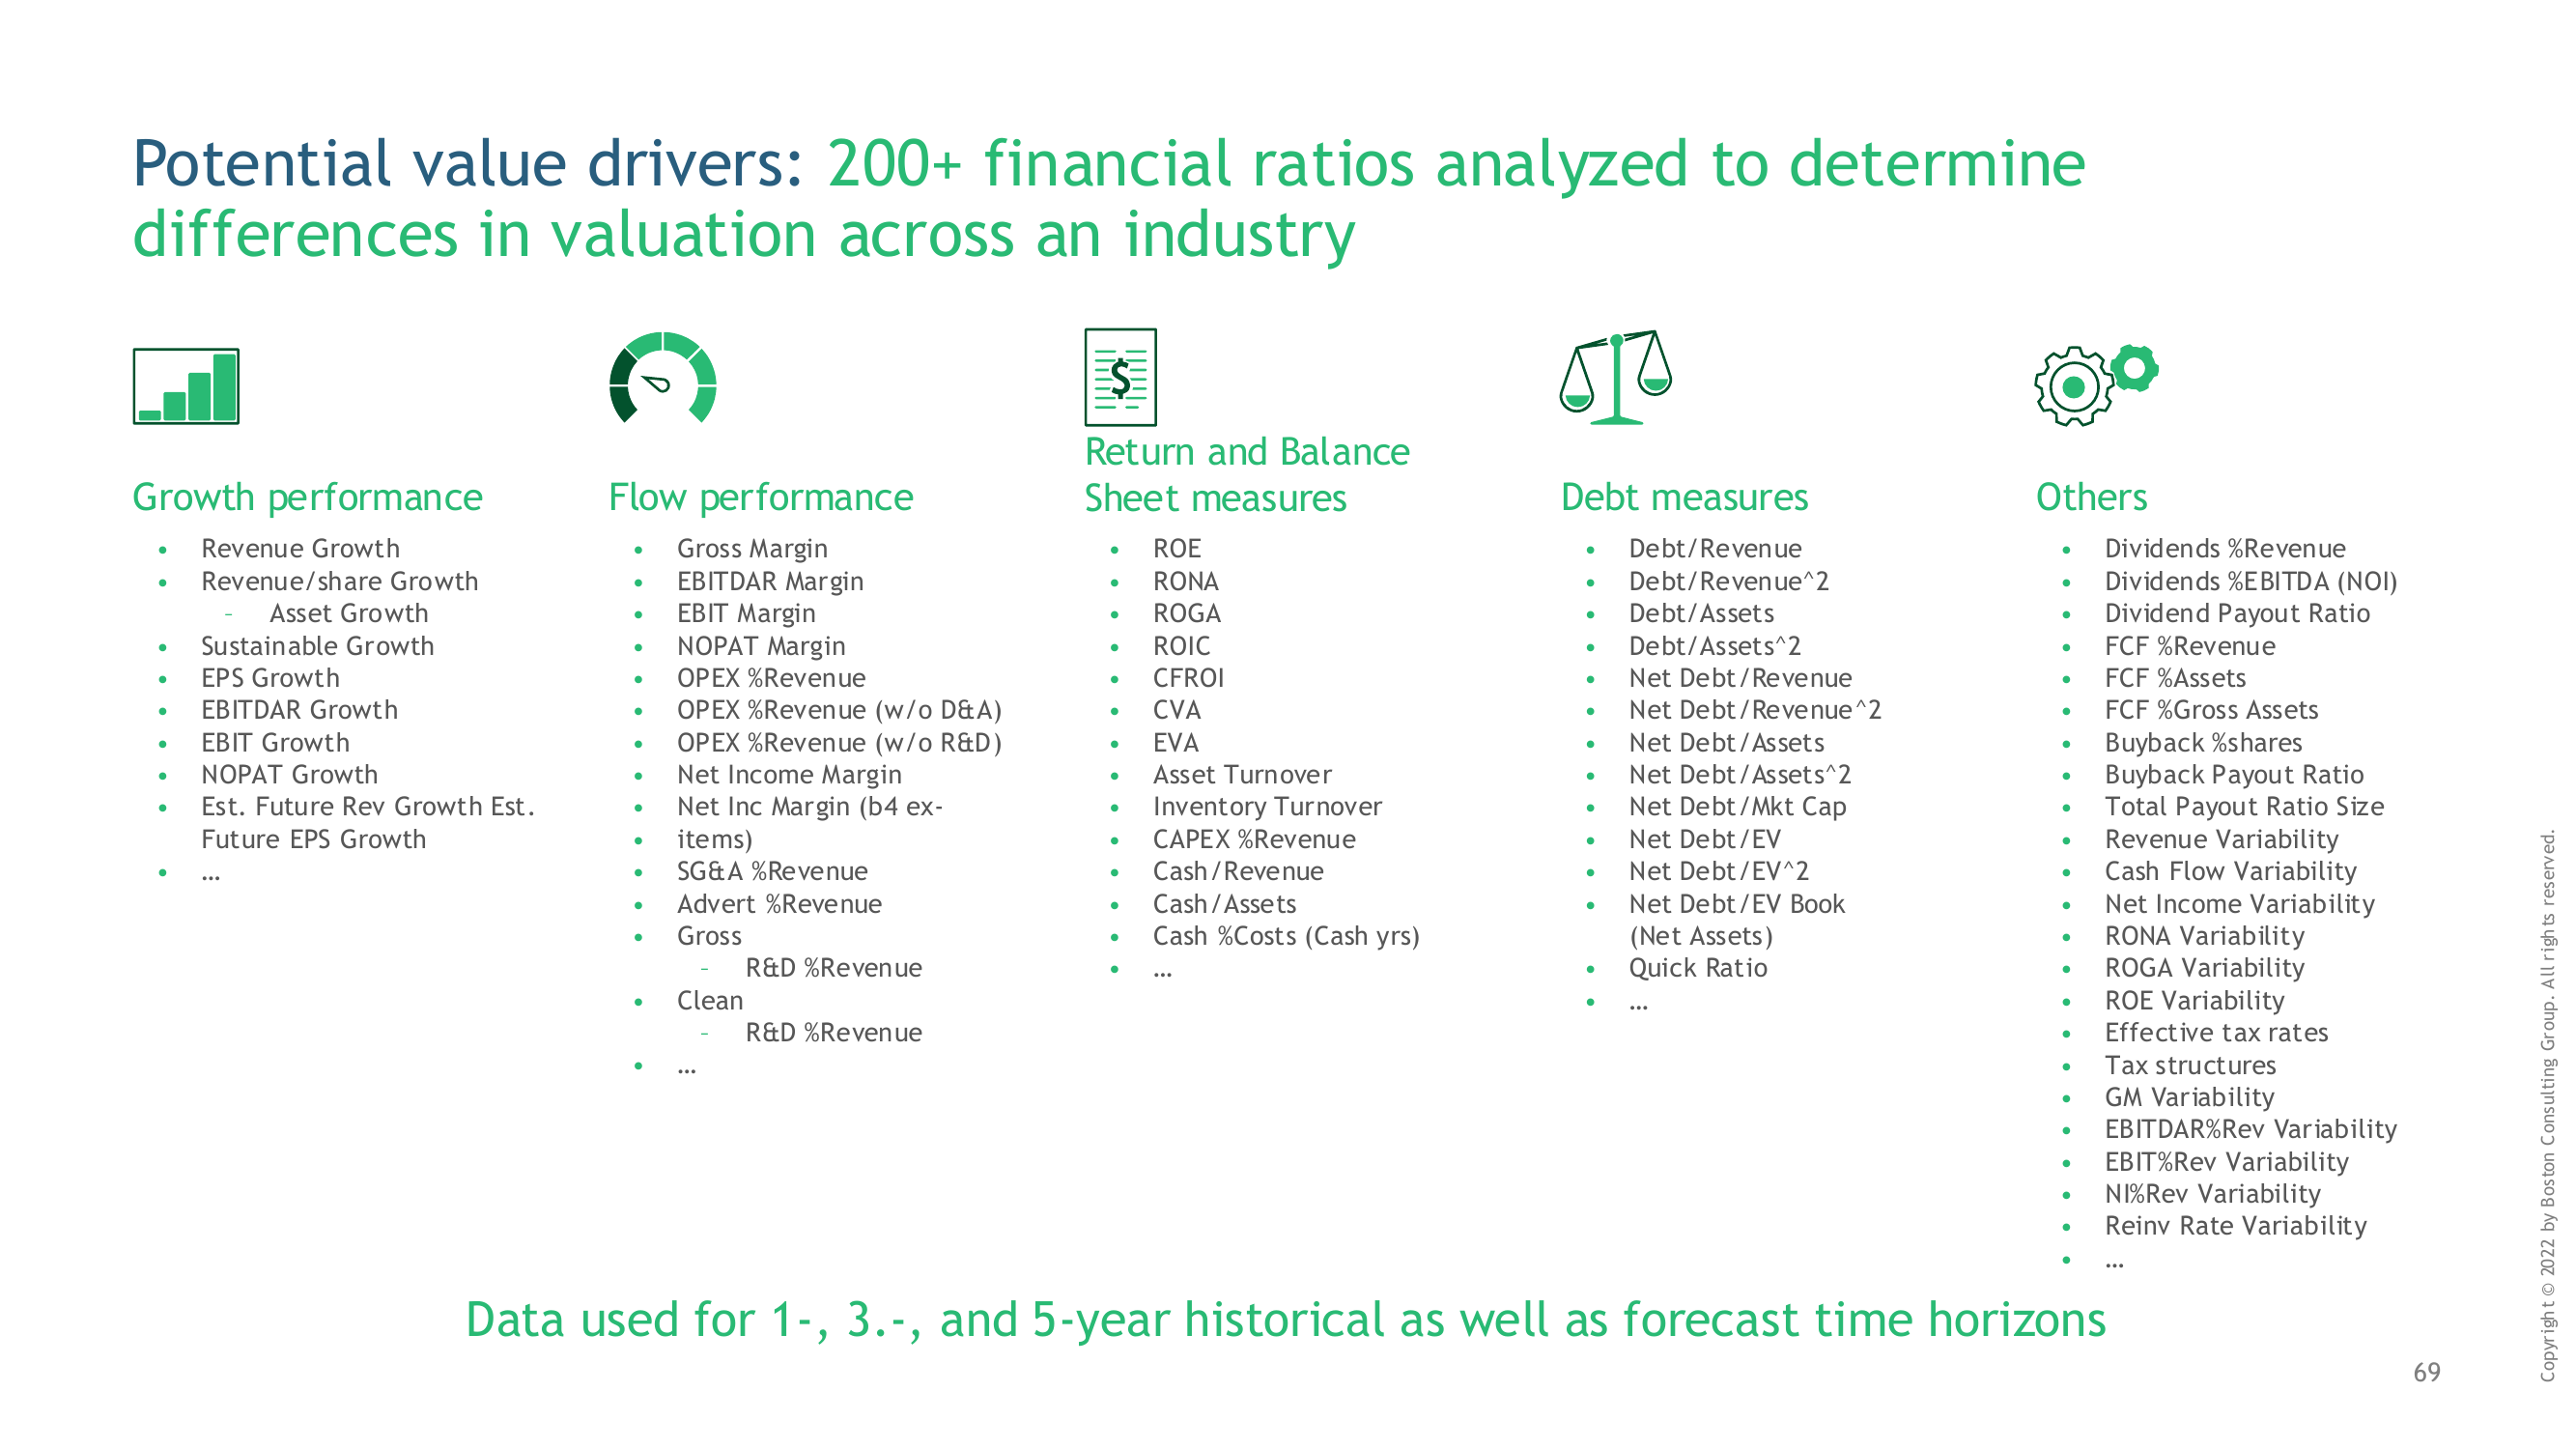 Potential value drivers: 200+ financial ratios analyzed to determine
differences in valuation across an industry
$
Growth performance
• Revenue Growth
• Revenue/share Growth
– Asset Growth
• Sustainable Growth
• EPS Growth
• EBITDAR Growth
• EBIT Growth
• NOPAT Growth
• Est. Future Rev Growth Est.
Future EPS Growth
• …
Flow performance
• Gross Margin
• EBITDAR Margin
• EBIT Margin
• NOPAT Margin
• OPEX %Revenue
• OPEX %Revenue (w/o D&A)
• OPEX %Revenue (w/o R&D)
• Net Income Margin
• Net Inc Margin (b4 ex-
• items)
• SG&A %Revenue
• Advert %Revenue
• Gross
– R&D %Revenue
• Clean
– R&D %Revenue
• …
Return and Balance
Sheet measures
• ROE
• RONA
• ROGA
• ROIC
• CFROI
• CVA
• EVA
• Asset Turnover
• Inventory Turnover
• CAPEX %Revenue
• Cash/Revenue
• Cash/Assets
• Cash %Costs (Cash yrs)
• …
Debt measures
• Debt/Revenue
• Debt/Revenue^2
• Debt/Assets
• Debt/Assets^2
• Net Debt/Revenue
• Net Debt/Revenue^2
• Net Debt/Assets
• Net Debt/Assets^2
• Net Debt/Mkt Cap
• Net Debt/EV
• Net Debt/EV^2
• Net Debt/EV Book
(Net Assets)
• Quick Ratio
• …
Others
• Dividends %Revenue
• Dividends %EBITDA (NOI)
• Dividend Payout Ratio
• FCF %Revenue
• FCF %Assets
• FCF %Gross Assets
• Buyback %shares
• Buyback Payout Ratio
• Total Payout Ratio Size
• Revenue Variability
• Cash Flow Variability
• Net Income Variability
• RONA Variability
• ROGA Variability
• ROE Variability
• Effective tax rates
• Tax structures
• GM Variability
• EBITDAR%Rev Variability
• EBIT%Rev Variability
• NI%Rev Variability
• Reinv Rate Variability
• …
Data used for 1-, 3.-, and 5-year historical as well as forecast time horizons
69
Copyright © 2022 by Boston Consulting Group. All rights reserved.